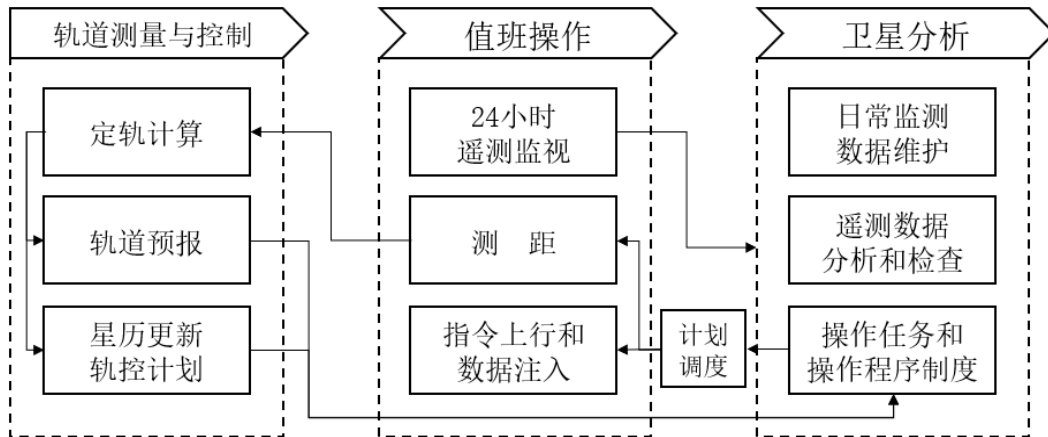 轨道测量与控制
值班操作
卫星分析
定轨计算
轨道预报
星历更新
轨控计划
24小时
遥测监视
测 距
指令上行和
数据注入
计划
调度
日常监测
数据维护
遥测数据
分析和检查
操作任务和
操作程序制度